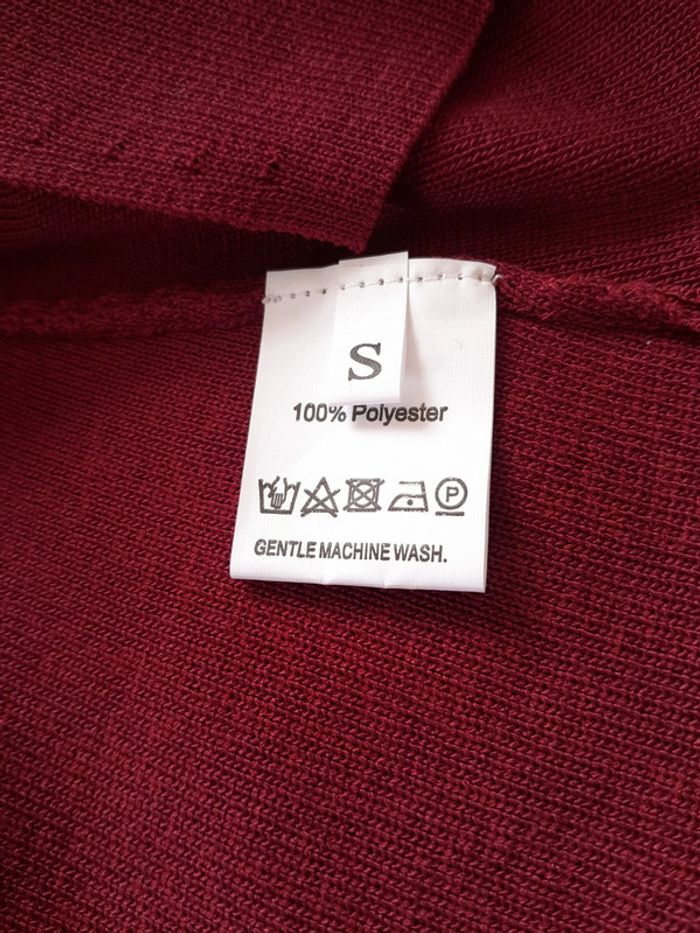 S
100% Polyester
P
GENTLE MACHINE WASH.